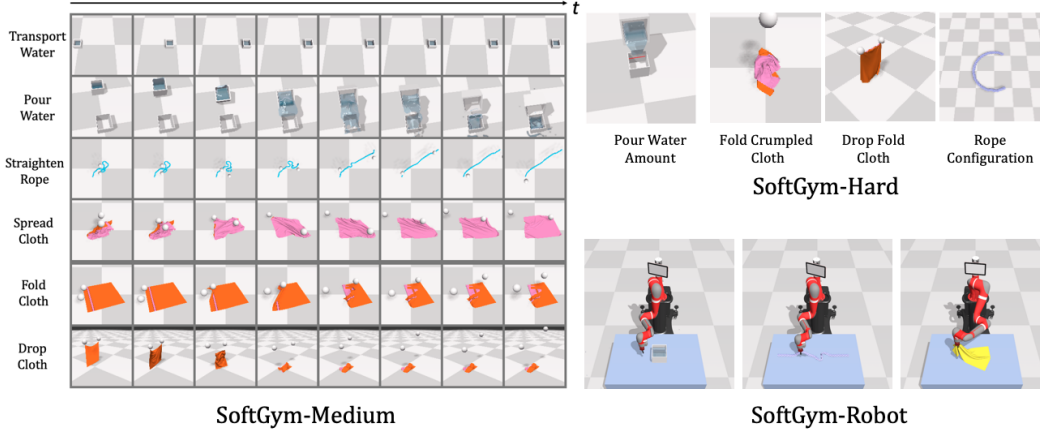 t
Transport
Water
Pour
Water
Straighten
Rope
Spread
Cloth
Fold
Cloth
Drop
Cloth
SoftGym-Medium
Pour Water
Amount
Fold Crumpled
Cloth
Drop Fold
Cloth
Rope
Configuration
SoftGym-Hard
SoftGym-Robot